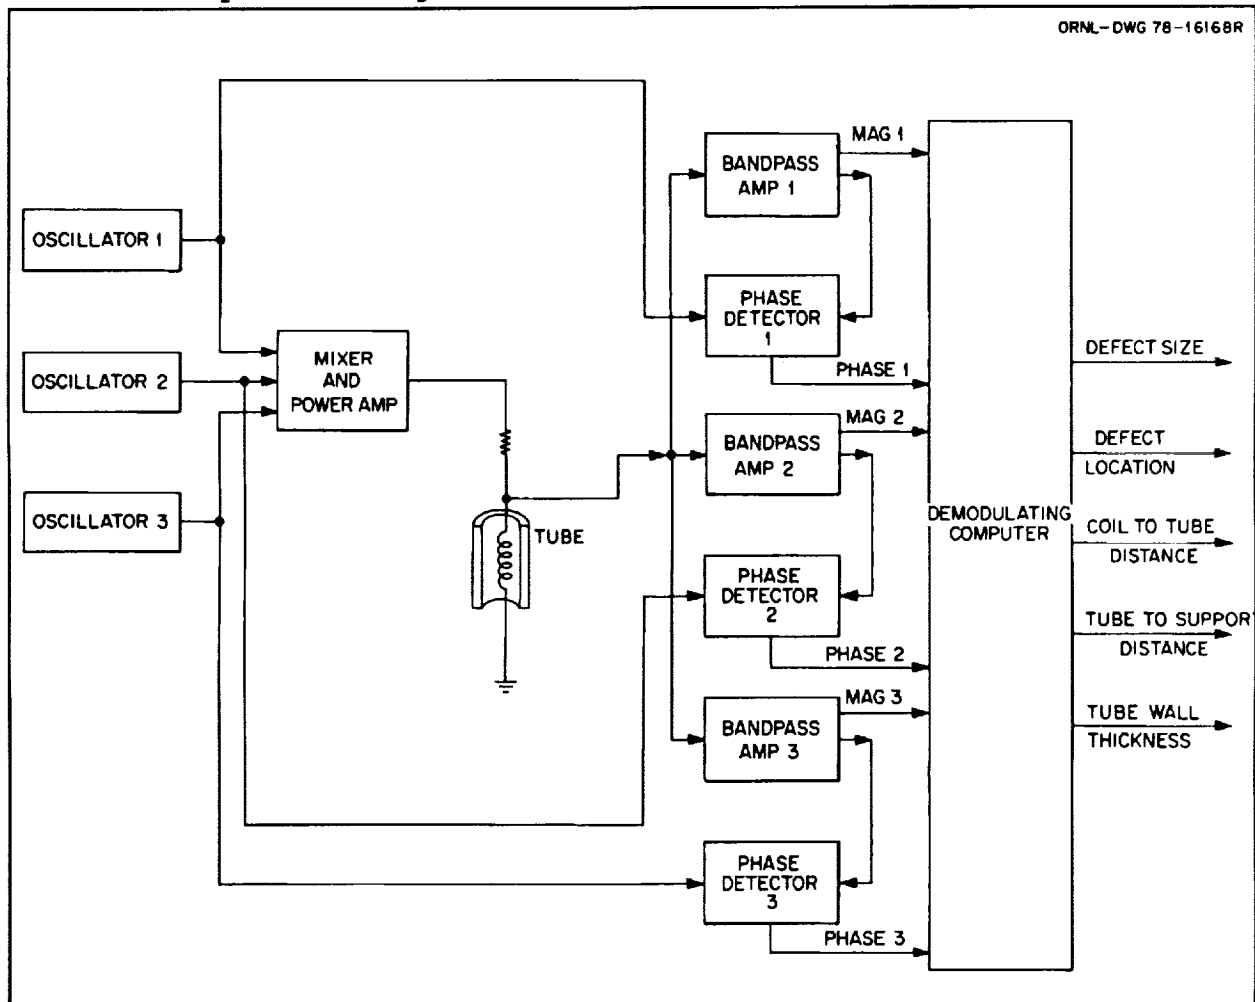 ORNL-DWG 78-16168R
OSCILLATOR 1
OSCILLATOR 2
OSCILLATOR 3
MIXER
AND
POWER AMP
TUBE
BANDPASS
AMP 1
MAG 1
PHASE
DETECTOR
1
PHASE 1
BANDPASS
AMP 2
MAG 2
PHASE
DETECTOR
2
PHASE 2
BANDPASS
AMP 3
MAG 3
PHASE
DETECTOR
3
PHASE 3
DEMODULATING
COMPUTER
DEFECT SIZE
DEFECT
LOCATION
COIL TO TUBE
DISTANCE
TUBE TO SUPPORT
DISTANCE
TUBE WALL
THICKNESS